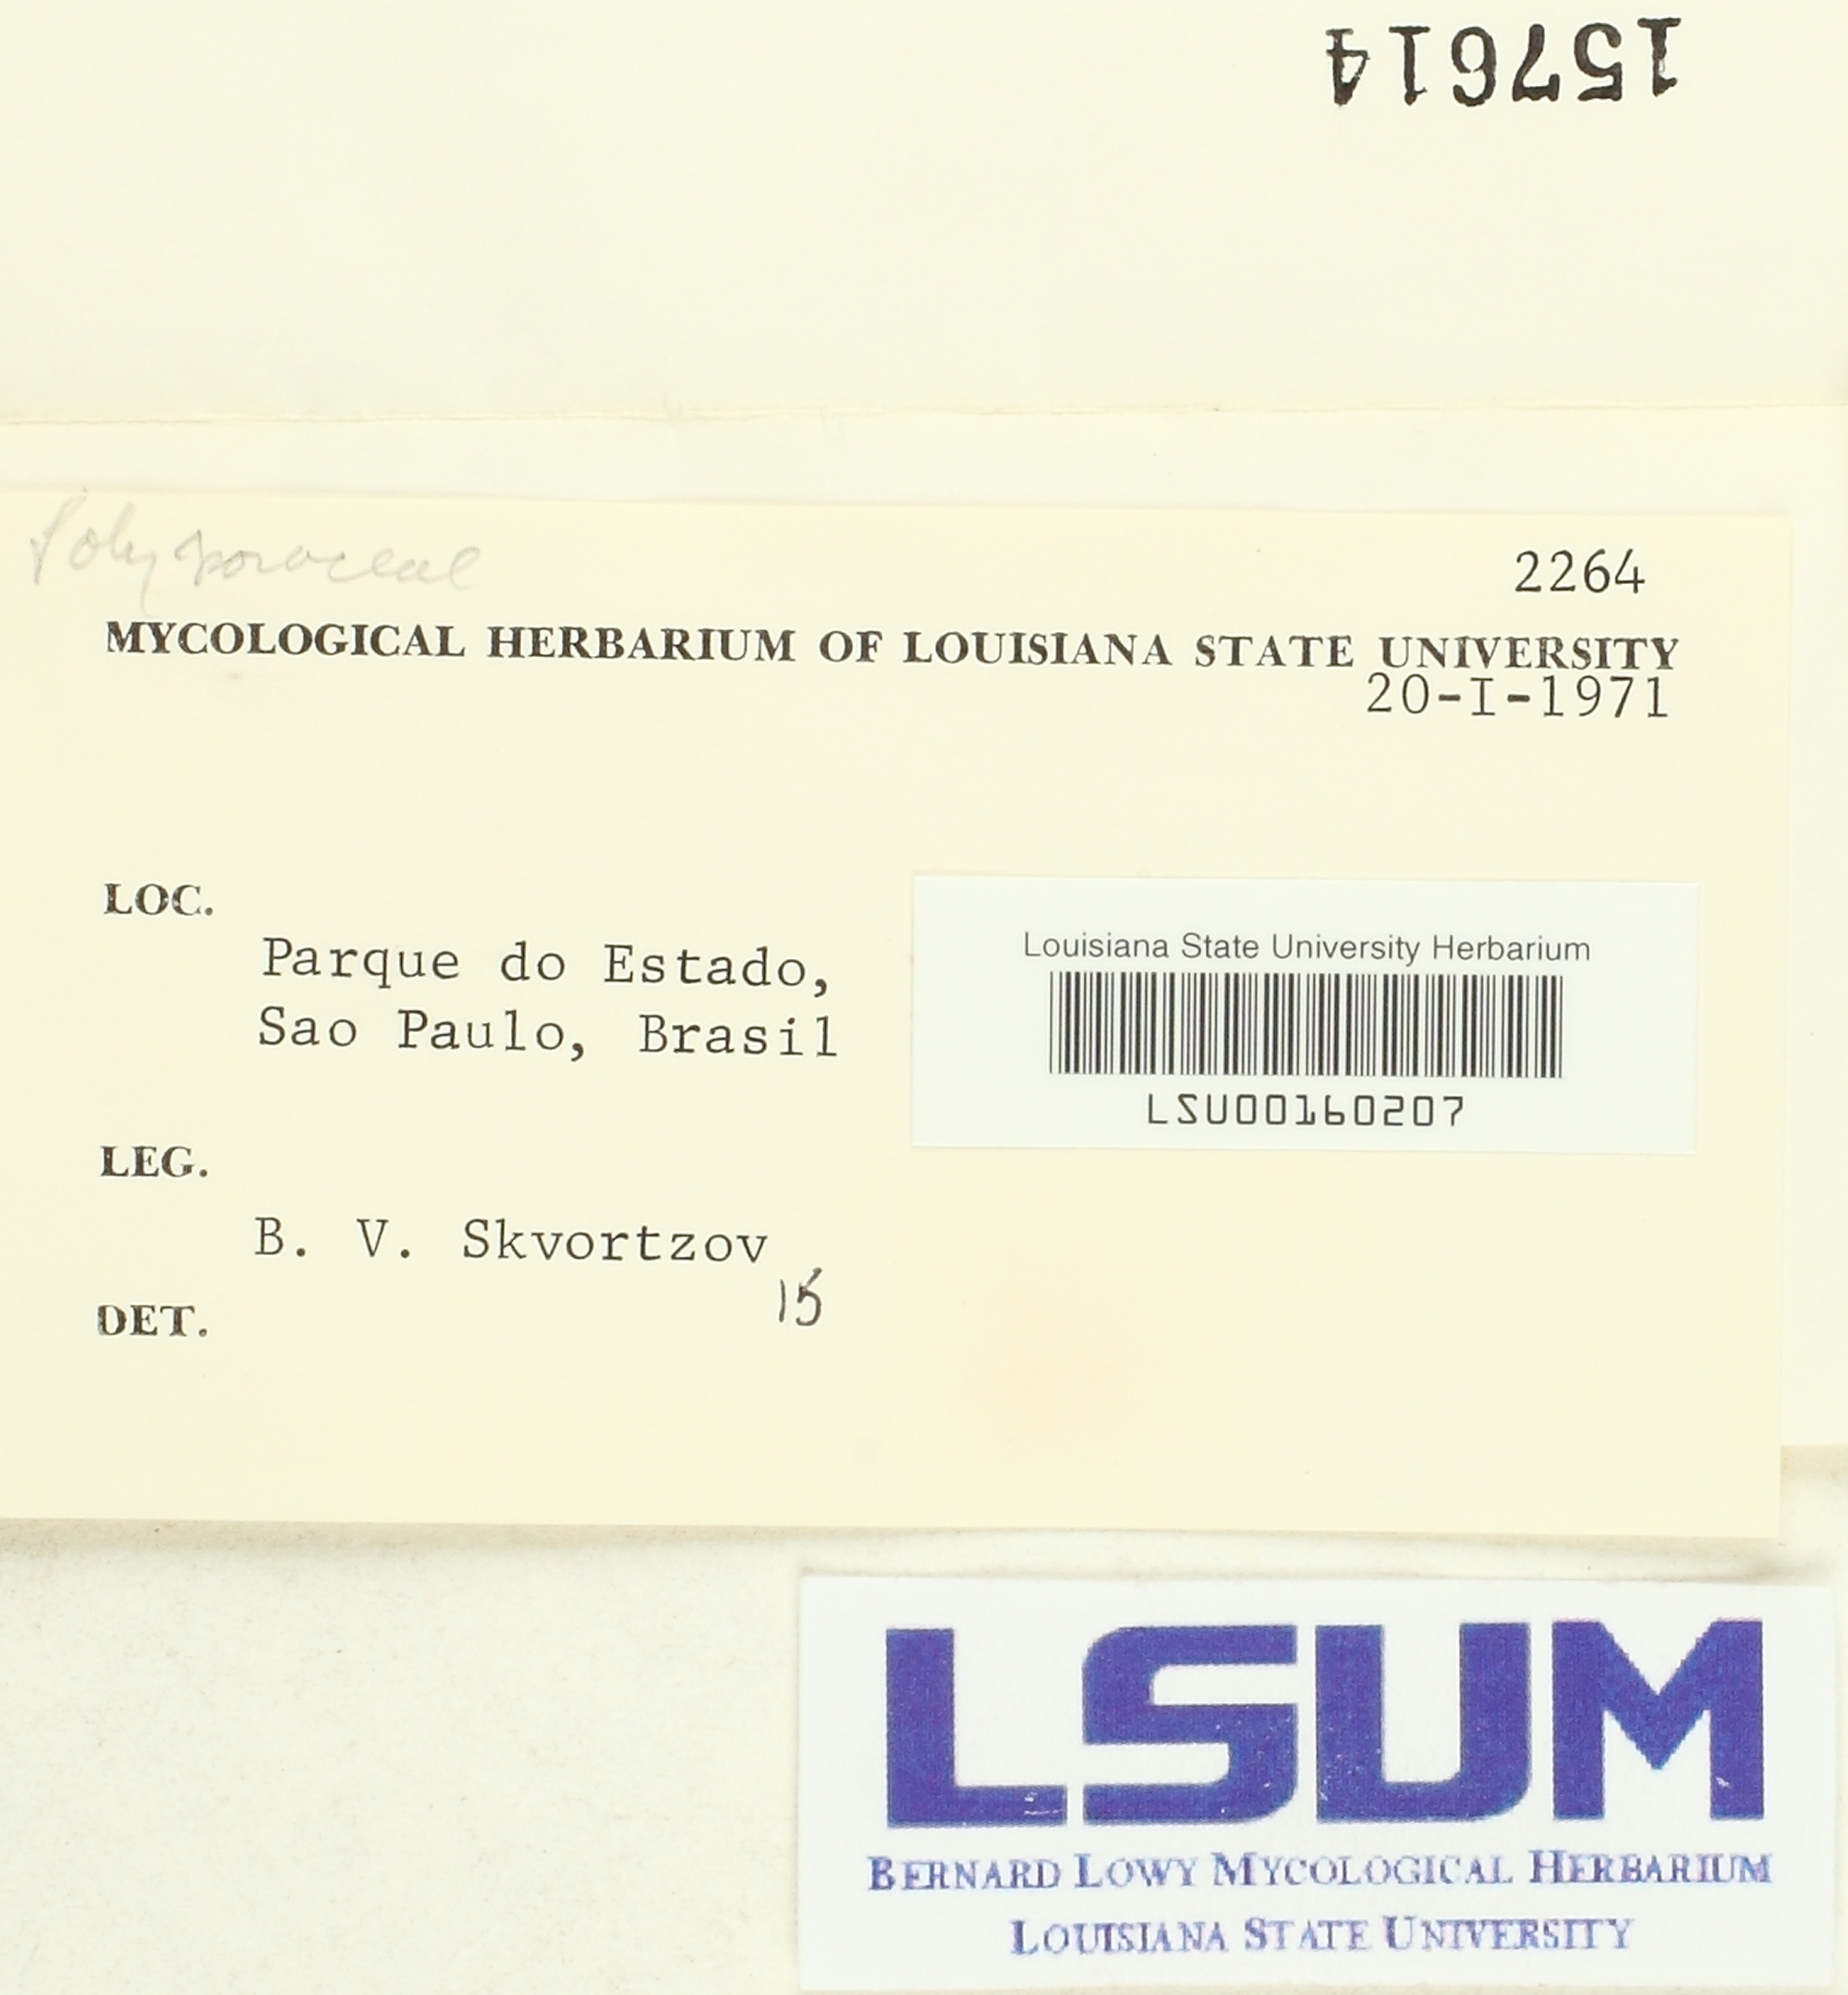 157614
Polyporaceae
2264
MYCOLOGICAL HERBARIUM OF LOUISIANA STATE UNIVERSITY
20-I-1971
LOC.
Parque do Estado,
Sao Paulo, Brasil
Louisiana State University Herbarium
LSU00160207
LEG.
B. V. Skvortzov
15
DET.
LSUM
BERNARD LOWY MYCOLOGICAL HERBARIUM
LOUISIANA STATE UNIVERSITY